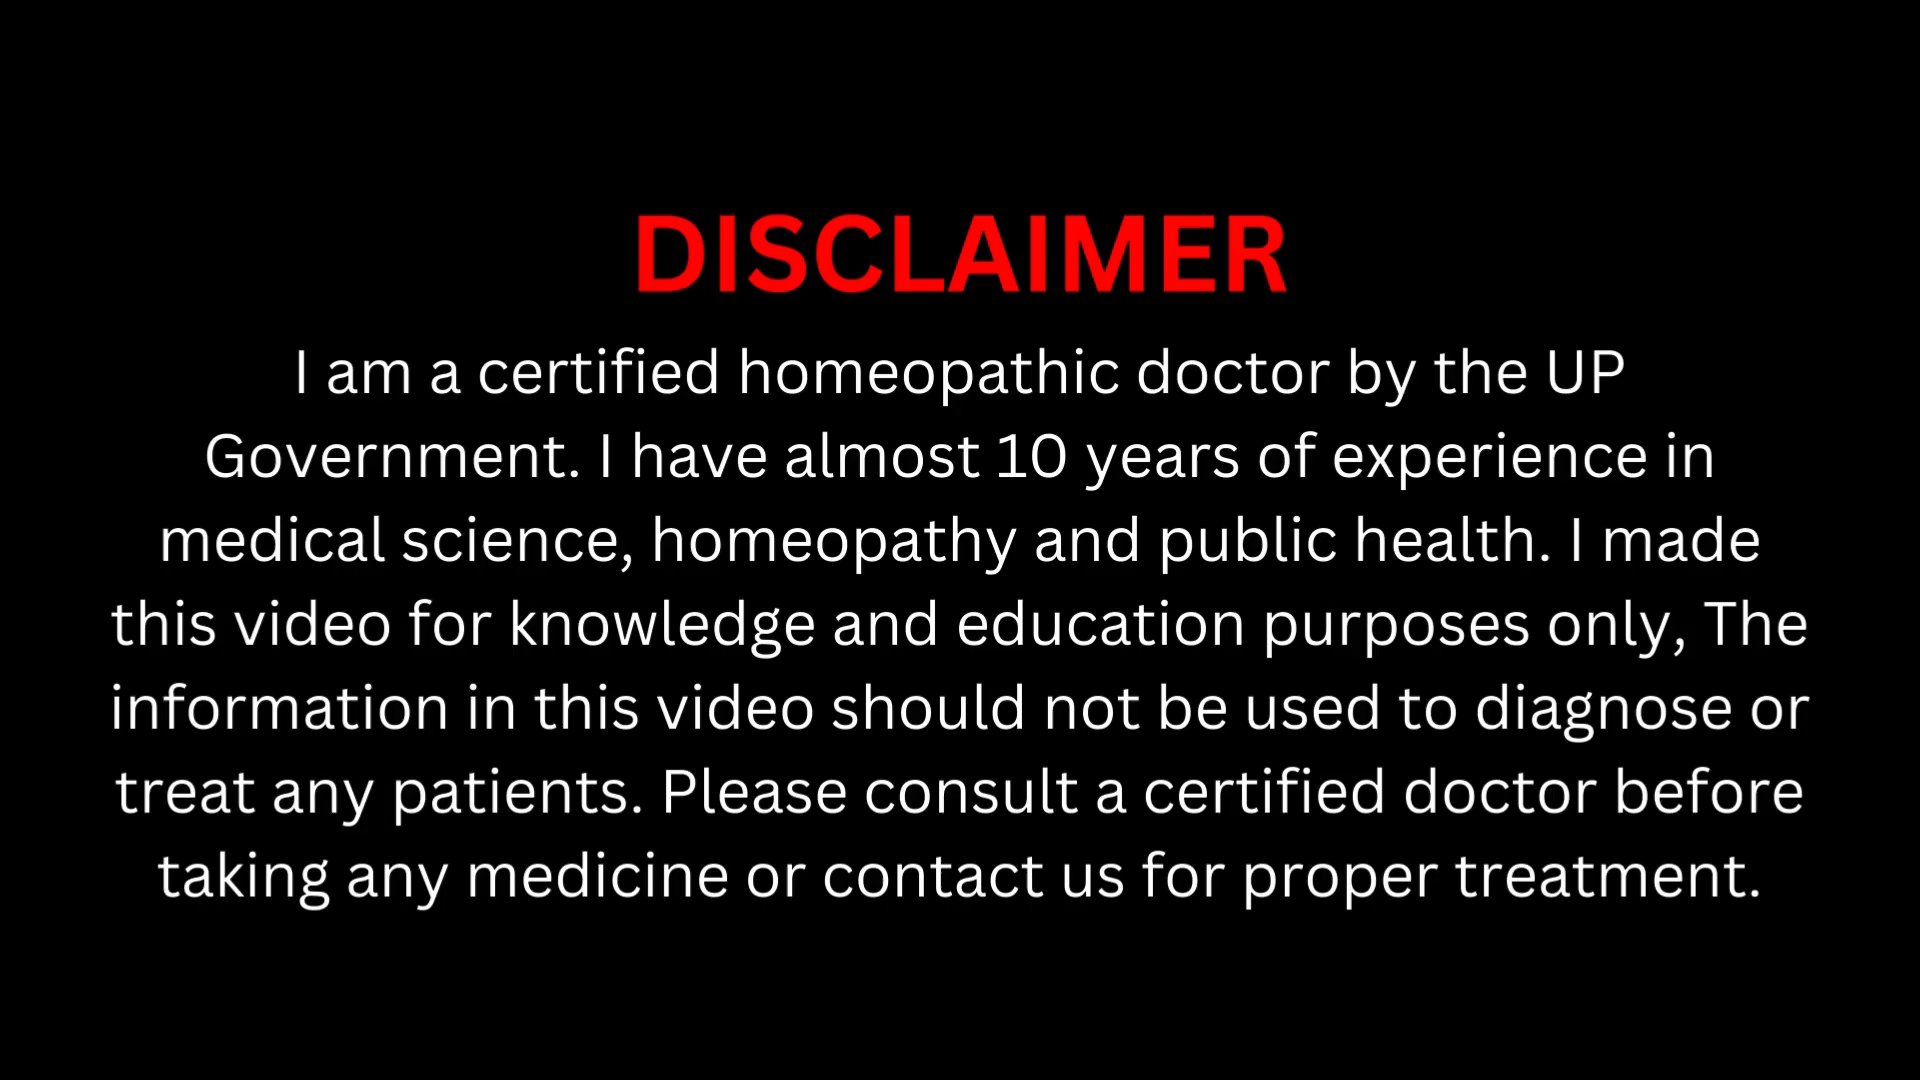 DISCLAIMER
I am a certified homeopathic doctor by the UP
Government. I have almost 10 years of experience in
medical science, homeopathy and public health. I made
this video for knowledge and education purposes only, The
information in this video should not be used to diagnose or
treat any patients. Please consult a certified doctor before
taking any medicine or contact us for proper treatment.